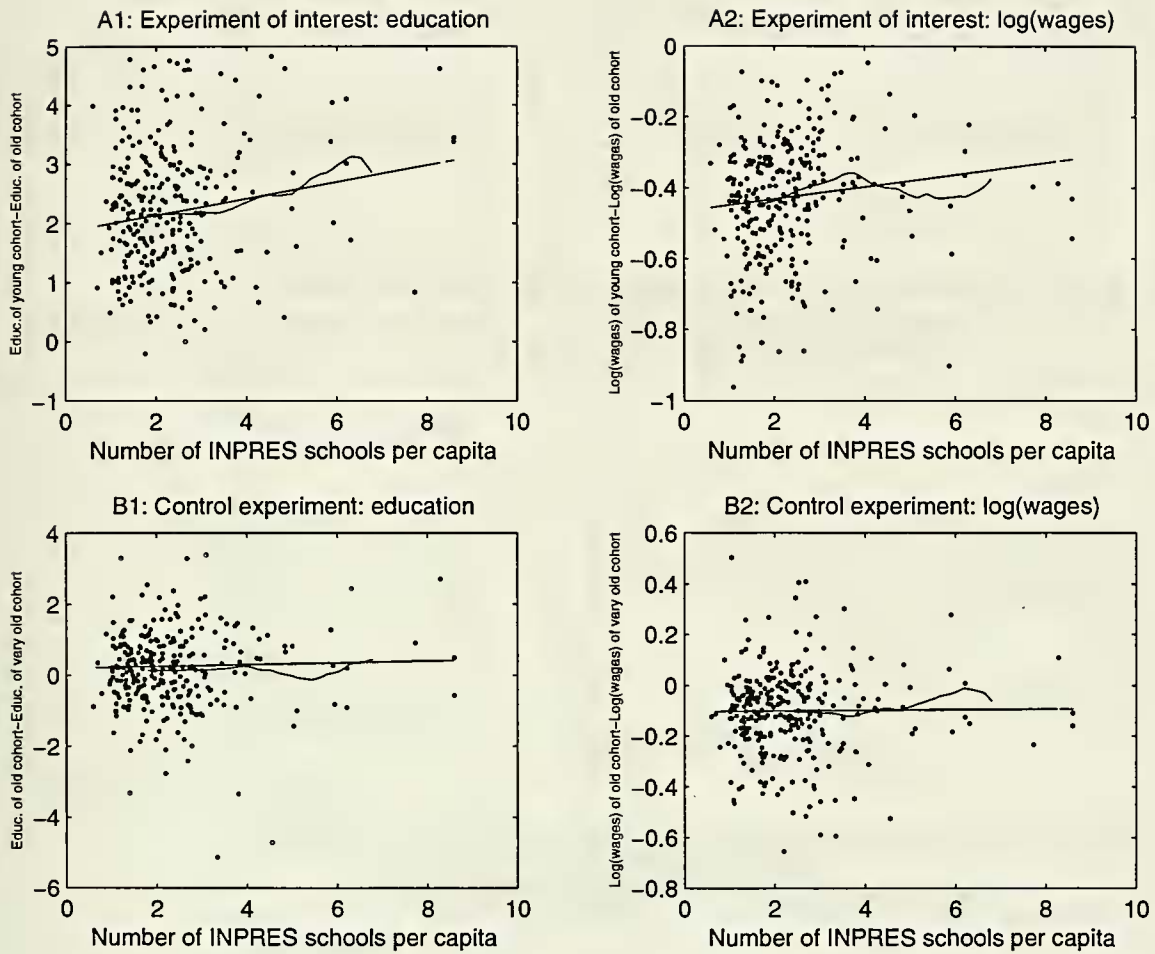 A1: Experiment of interest: education
Educ.of young cohort−Educ. of old cohort
5
4
3
2
1
0
−1
0 2 4 6 8 10
Number of INPRES schools per capita
A2: Experiment of interest: log(wages)
Log(wages) of young cohort−Log(wages) of old cohort
0
−0.2
−0.4
−0.6
−0.8
−1
0 2 4 6 8 10
Number of INPRES schools per capita
B1: Control experiment: education
Educ. of old cohort−Educ. of vary old cohort
4
2
0
−2
−4
−6
0 2 4 6 8 10
Number of INPRES schools per capita
B2: Control experiment: log(wages)
Log(wages) of old cohort−Log(wages) of vary old cohort
0.6
0.4
0.2
0
−0.2
−0.4
−0.6
−0.8
0 2 4 6 8 10
Number of INPRES schools per capita